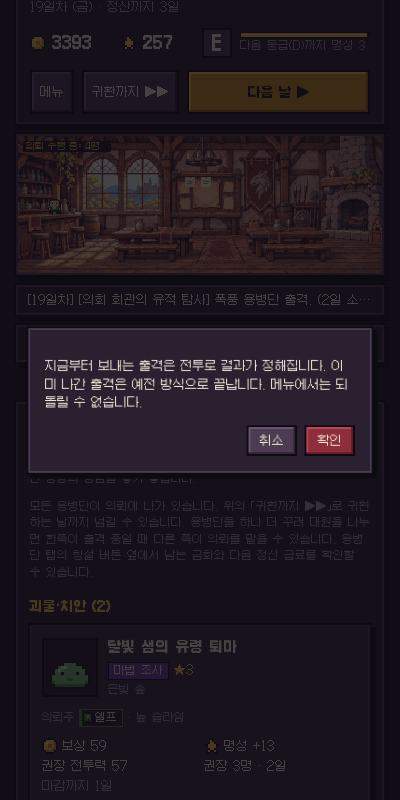 19일차 (금) · 정산까지 3일
3393
257
E
다음 등급(D)까지 명성 3
메뉴
귀환까지 ▶▶
다음 날 ▶
의뢰 수행 중: 4명
[19일차] [의회 회관의 유적 탐사] 폭풍 용병단 출격. (2일 소…
지금부터 보내는 출격은 전투로 결과가 정해집니다. 이
미 나간 출격은 예전 방식으로 끝납니다. 메뉴에서는 되
돌릴 수 없습니다.
취소
확인
모든 용병단이 의뢰에 나가 있습니다. 위의 「귀환까지 ▶▶」로 귀환
하는 날까지 넘길 수 있습니다. 용병단을 하나 더 꾸려 대원을 나누
면 한쪽이 출격 중일 때 다른 쪽이 의뢰를 맡을 수 있습니다. 용병
단 탭의 창설 버튼 옆에서 남는 금화와 다음 정산 급료를 확인할
수 있습니다.
괴물·치안 (2)
달빛 샘의 유령 퇴마
마법 조사 ★3
은빛 숲
의뢰주 엘프 · 늪 슬라임
보상 59
명성 +13
권장 전투력 57
권장 3명 · 2일
마감까지 1일